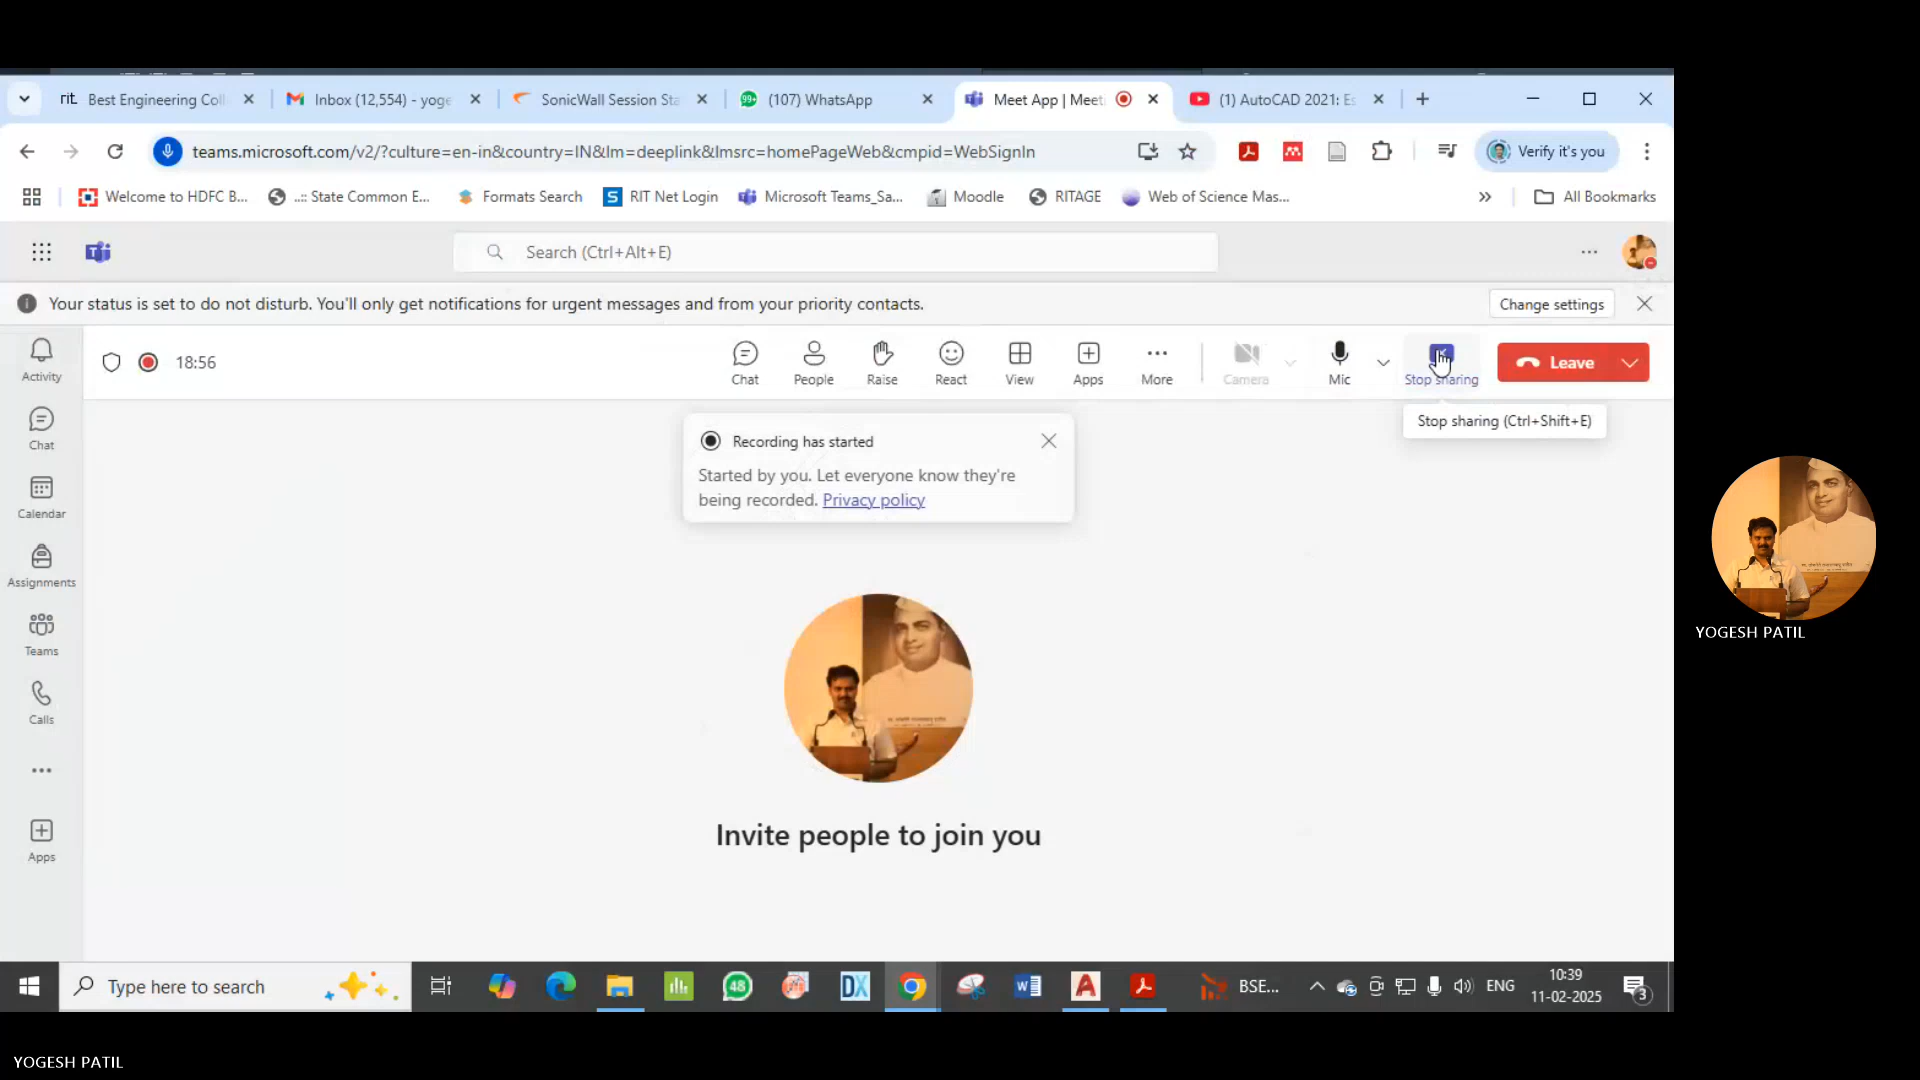 rit. Best Engineering Coll
Inbox (12,554) - yoge
SonicWall Session Sta
99+ (107) WhatsApp
Meet App | Meet
(1) AutoCAD 2021: Es
teams.microsoft.com/v2/?culture=en-in&country=IN&lm=deeplink&lmsrc=homePageWeb&cmpid=WebSignIn
Verify it's you
Welcome to HDFC B...
..:: State Common E...
Formats Search
S RIT Net Login
Microsoft Teams_Sa...
Moodle
RITAGE
Web of Science Mas...
» All Bookmarks
Search (Ctrl+Alt+E)
Your status is set to do not disturb. You'll only get notifications for urgent messages and from your priority contacts.
Change settings
18:56
Chat
People
Raise
React
View
Apps
More
Camera
Mic
Stop sharing
Leave
Stop sharing (Ctrl+Shift+E)
Activity
Chat
Calendar
Assignments
Teams
Calls
Apps
Recording has started
Started by you. Let everyone know they're
being recorded. Privacy policy
Invite people to join you
YOGESH PATIL
Type here to search
48
DX
BSE...
ENG
10:39
11-02-2025
3
YOGESH PATIL